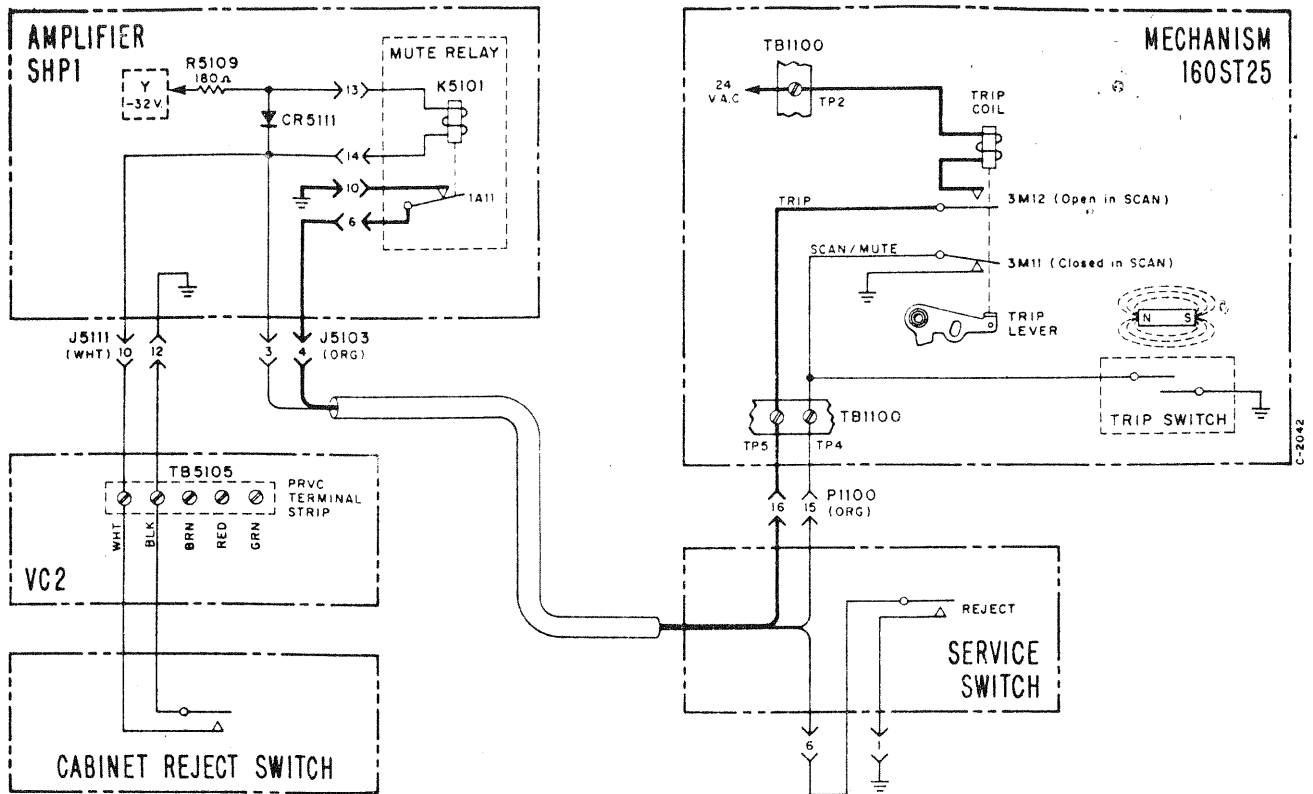 AMPLIFIER
SHP1
R5109
180Ω
Y
-32V.
CR5111
MUTE RELAY
K5101
13
14
10
6
1A11
J5111
(WHT)
10
12
3
4
J5103
(ORG)
TB5105
PRVC
TERMINAL
STRIP
WHT
BLK
BRN
RED
GRN
VC2
CABINET REJECT SWITCH
MECHANISM
160ST25
TB1100
24
V.A.C
TP2
TRIP
COIL
TRIP
3M12 (Open in SCAN)
SCAN/MUTE
3M11 (Closed in SCAN)
TRIP
LEVER
N
S
TRIP SWITCH
TB1100
TP5
TP4
C-2042
16
15
P1100
(ORG)
REJECT
SERVICE
SWITCH
6
1